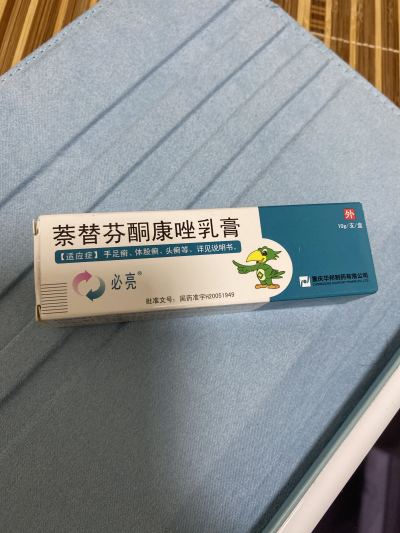 萘替芬酮康唑乳膏
外
10g/支/盒
【适应症】手足癣、体股癣、头癣等，详见说明书。
必亮®
批准文号：国药准字H20051949
重庆华邦制药有限公司